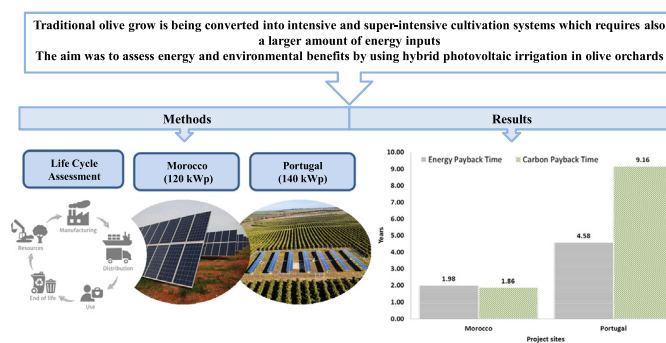 Traditional olive grow is being converted into intensive and super-intensive cultivation systems which requires also
a larger amount of energy inputs
The aim was to assess energy and environmental benefits by using hybrid photovoltaic irrigation in olive orchards
Methods
Results
Life Cycle
Assessment
Morocco
(120 kWp)
Portugal
(140 kWp)
Manufacturing
Resources
Distribution
End of life
Use
Energy Payback Time
Carbon Payback Time
10.00
9.00
8.00
7.00
6.00
5.00
4.00
3.00
2.00
1.00
0.00
Years
1.98
1.86
4.58
9.16
Morocco
Portugal
Project sites